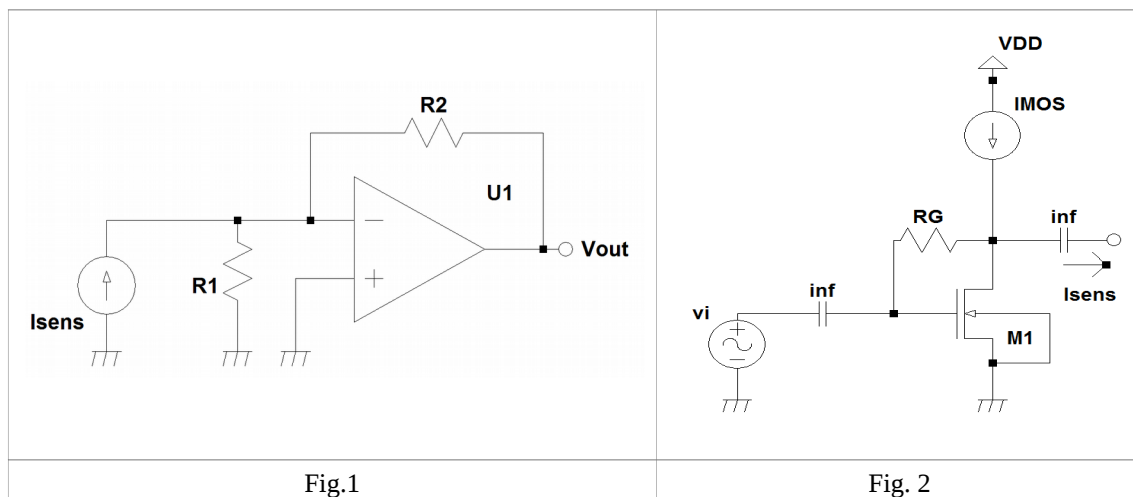 R2
U1
Vout
R1
Isens
−
+
Fig.1
VDD
IMOS
RG
inf
Isens
inf
vi
+
−
M1
Fig. 2